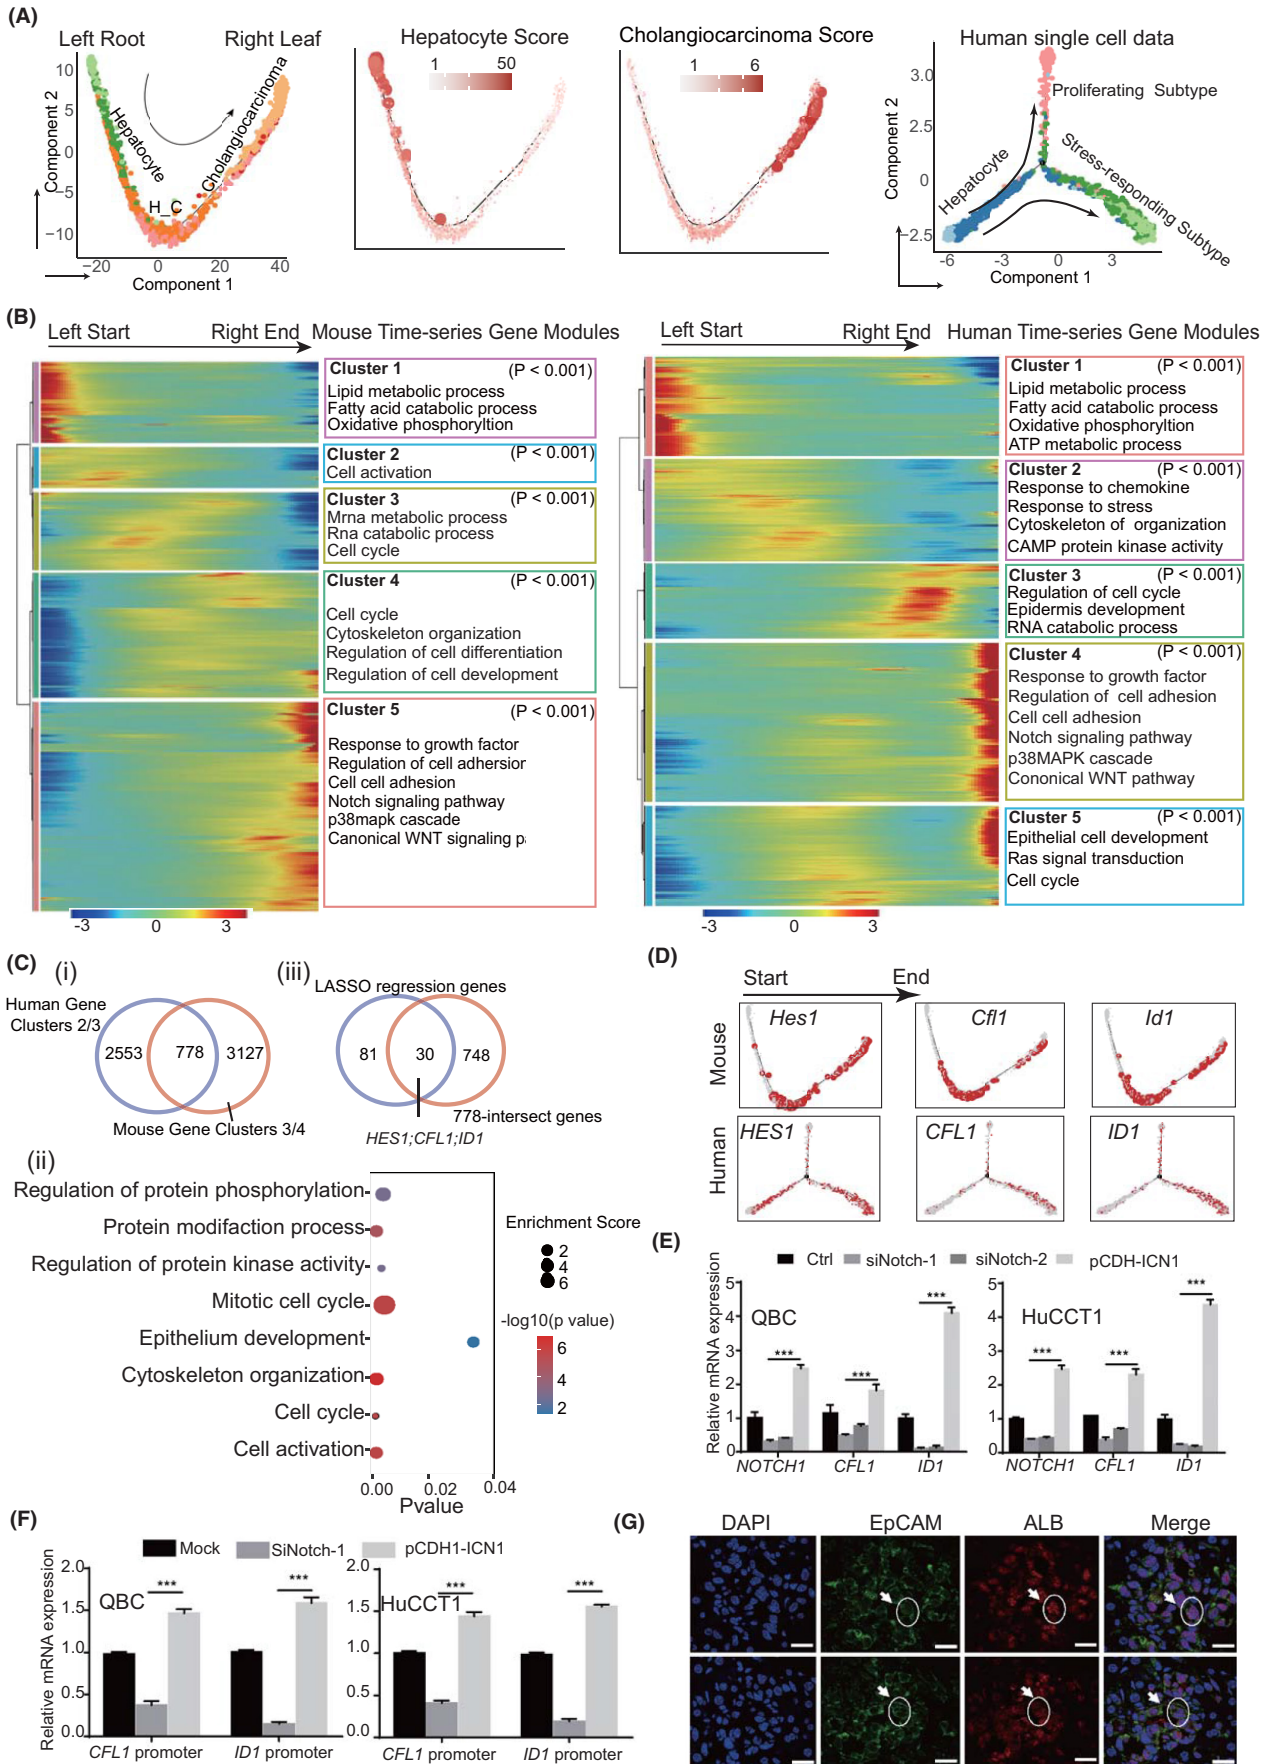 (A)
Left Root
Right Leaf
Hepatocyte Score
Cholangiocarcinoma Score
Human single cell data
Component 2
10
5
0
−5
−10
Hepatocyte
H_C
Cholangiocarcinoma
−20
0
20
40
Component 1
1
50
1
6
Component 2
3.0
2.5
0
−2.5
Proliferating Subtype
Hepatocyte
Stress-responding Subtype
-6
-3
0
3
Component 1
(B)
Left Start
Right End
Mouse Time-series Gene Modules
Cluster 1
(P < 0.001)
Lipid metabolic process
Fatty acid catabolic process
Oxidative phosphoryltion
Cluster 2
(P < 0.001)
Cell activation
Cluster 3
(P < 0.001)
Mrna metabolic process
Rna catabolic process
Cell cycle
Cluster 4
(P < 0.001)
Cell cycle
Cytoskeleton organization
Regulation of cell differentiation
Regulation of cell development
Cluster 5
(P < 0.001)
Response to growth factor
Regulation of cell adhersior
Cell cell adhesion
Notch signaling pathway
p38mapk cascade
Canonical WNT signaling p
-3
0
3
Left Start
Right End
Human Time-series Gene Modules
Cluster 1
(P < 0.001)
Lipid metabolic process
Fatty acid catabolic process
Oxidative phosphoryltion
ATP metabolic process
Cluster 2
(P < 0.001)
Response to chemokine
Response to stress
Cytoskeleton of organization
CAMP protein kinase activity
Cluster 3
(P < 0.001)
Regulation of cell cycle
Epidermis development
RNA catabolic process
Cluster 4
(P < 0.001)
Response to growth factor
Regulation of cell adhesion
Cell cell adhesion
Notch signaling pathway
p38MAPK cascade
Cononical WNT pathway
Cluster 5
(P < 0.001)
Epithelial cell development
Ras signal transduction
Cell cycle
-3
0
3
(C)
(i)
Human Gene
Clusters 2/3
2553
778
3127
Mouse Gene Clusters 3/4
(iii)
LASSO regression genes
81
30
748
778-intersect genes
HES1;CFL1;ID1
(ii)
Regulation of protein phosphorylation
Protein modifaction process
Regulation of protein kinase activity
Mitotic cell cycle
Epithelium development
Cytoskeleton organization
Cell cycle
Cell activation
0.00
0.02
0.04
Pvalue
Enrichment Score
2
4
6
-log10(p value)
6
4
2
(D)
Start
End
Mouse
Hes1
Cfl1
Id1
Human
HES1
CFL1
ID1
(E)
Ctrl
siNotch-1
siNotch-2
pCDH-ICN1
Relative mRNA expression
5
4
3
2
1
0
QBC
***
***
***
NOTCH1
CFL1
ID1
5
4
3
2
1
0
HuCCT1
***
***
***
NOTCH1
CFL1
ID1
(F)
Mock
SiNotch-1
pCDH1-ICN1
Relative mRNA expression
2.0
1.5
1.0
0.5
0.0
QBC
***
***
CFL1 promoter
ID1 promoter
2.0
1.5
1.0
0.5
0.0
HuCCT1
***
***
CFL1 promoter
ID1 promoter
(G)
DAPI
EpCAM
ALB
Merge